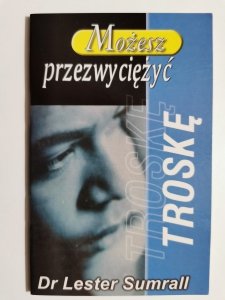 Możesz
przezwyciężyć
TROSKĘ
TROSKĘ
Dr Lester Sumrall